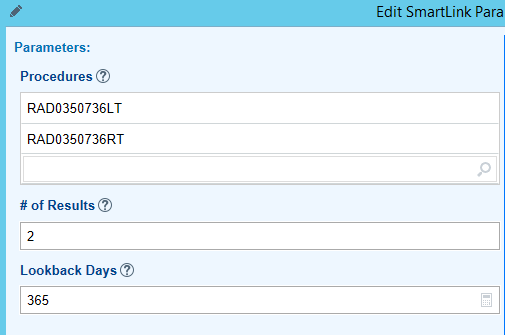 Edit SmartLink Para
Parameters:
Procedures
RAD0350736LT
RAD0350736RT
# of Results
2
Lookback Days
365